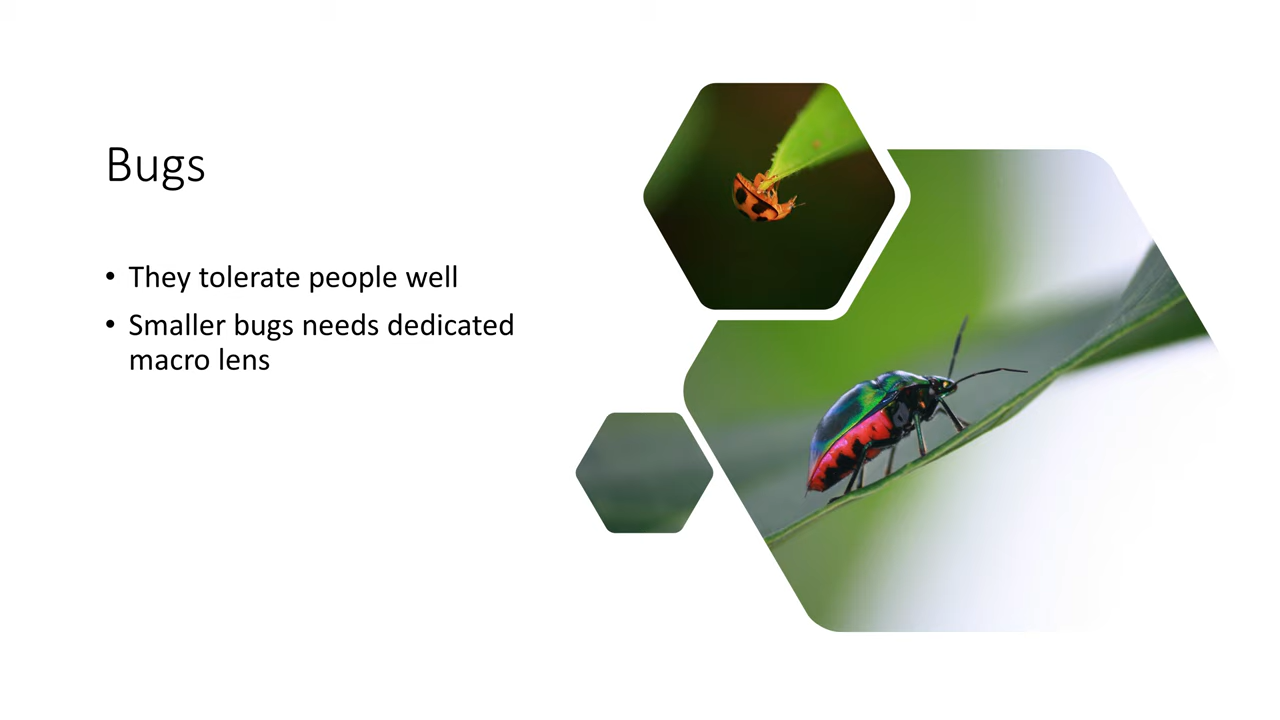 Bugs
• They tolerate people well
• Smaller bugs needs dedicated
macro lens